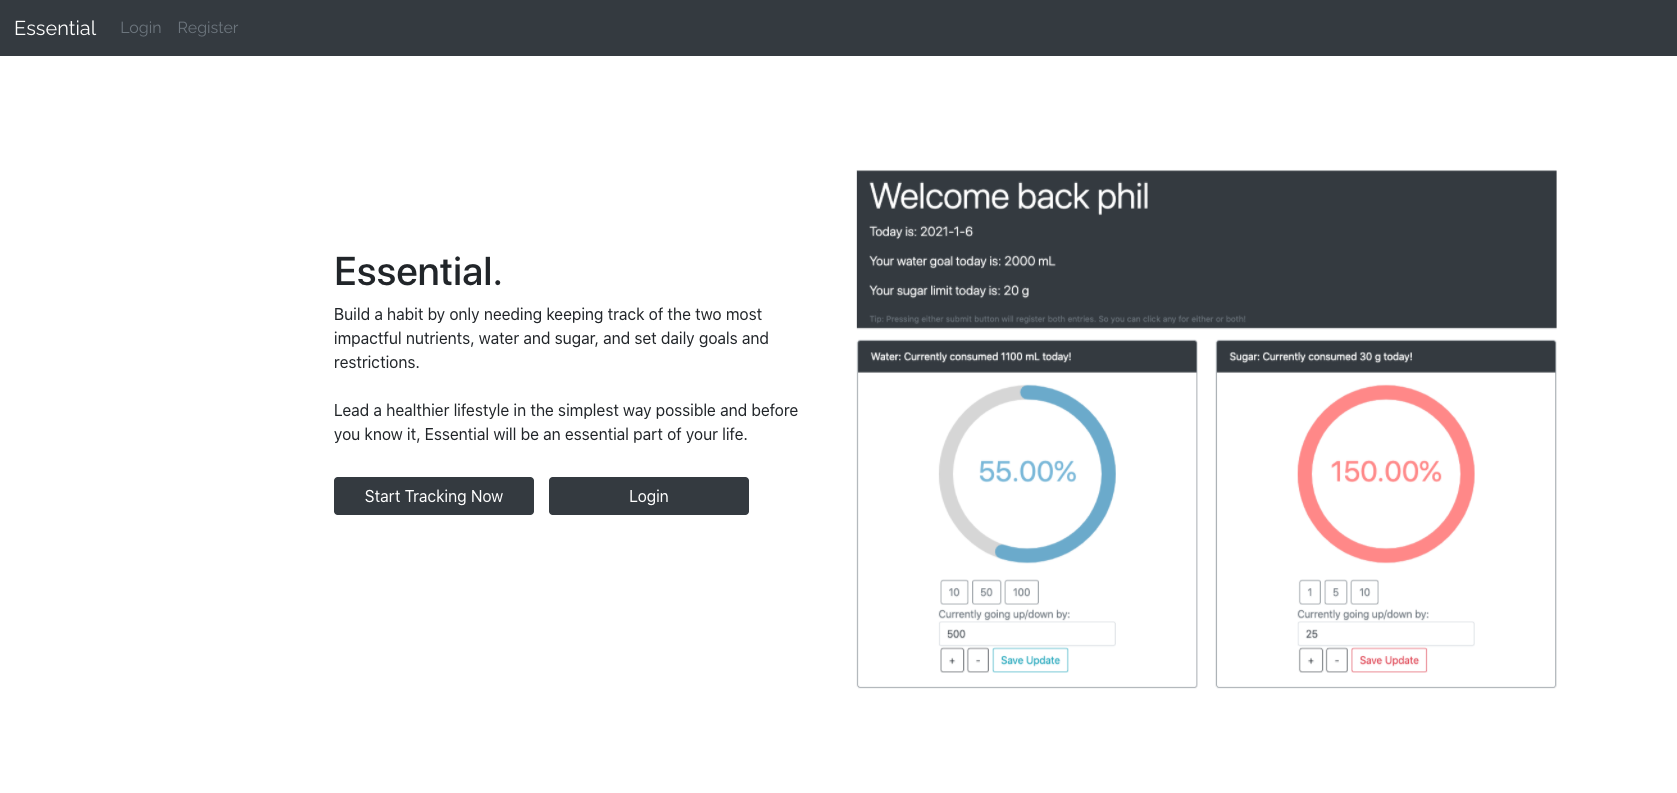 Essential Login Register
Essential.
Build a habit by only needing keeping track of the two most
impactful nutrients, water and sugar, and set daily goals and
restrictions.
Lead a healthier lifestyle in the simplest way possible and before
you know it, Essential will be an essential part of your life.
Start Tracking Now Login
Welcome back phil
Today is: 2021-1-6
Your water goal today is: 2000 mL
Your sugar limit today is: 20 g
Tip: Pressing either submit button will register both entries. So you can click any for either or both!
Water: Currently consumed 1100 mL today!
55.00%
10 50 100
Currently going up/down by:
500
+ - Save Update
Sugar: Currently consumed 30 g today!
150.00%
1 5 10
Currently going up/down by:
25
+ - Save Update